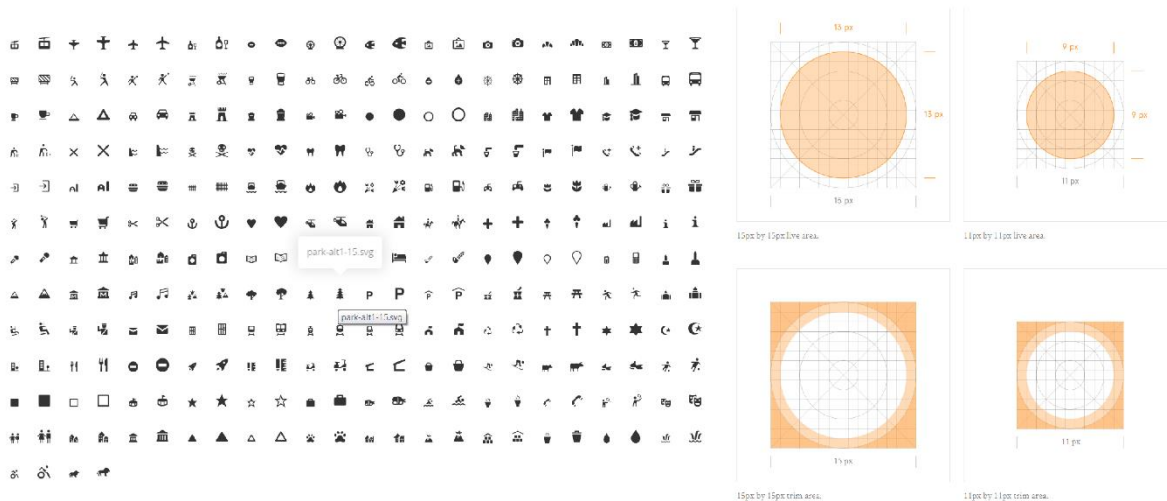 park-alt1-15.svg
park-alt1-15.svg
P
P
P
P
13 px
13 px
15 px
15px by 15px live area.
9 px
9 px
11 px
11px by 11px live area.
15 px
15px by 15px trim area.
11 px
11px by 11px trim area.